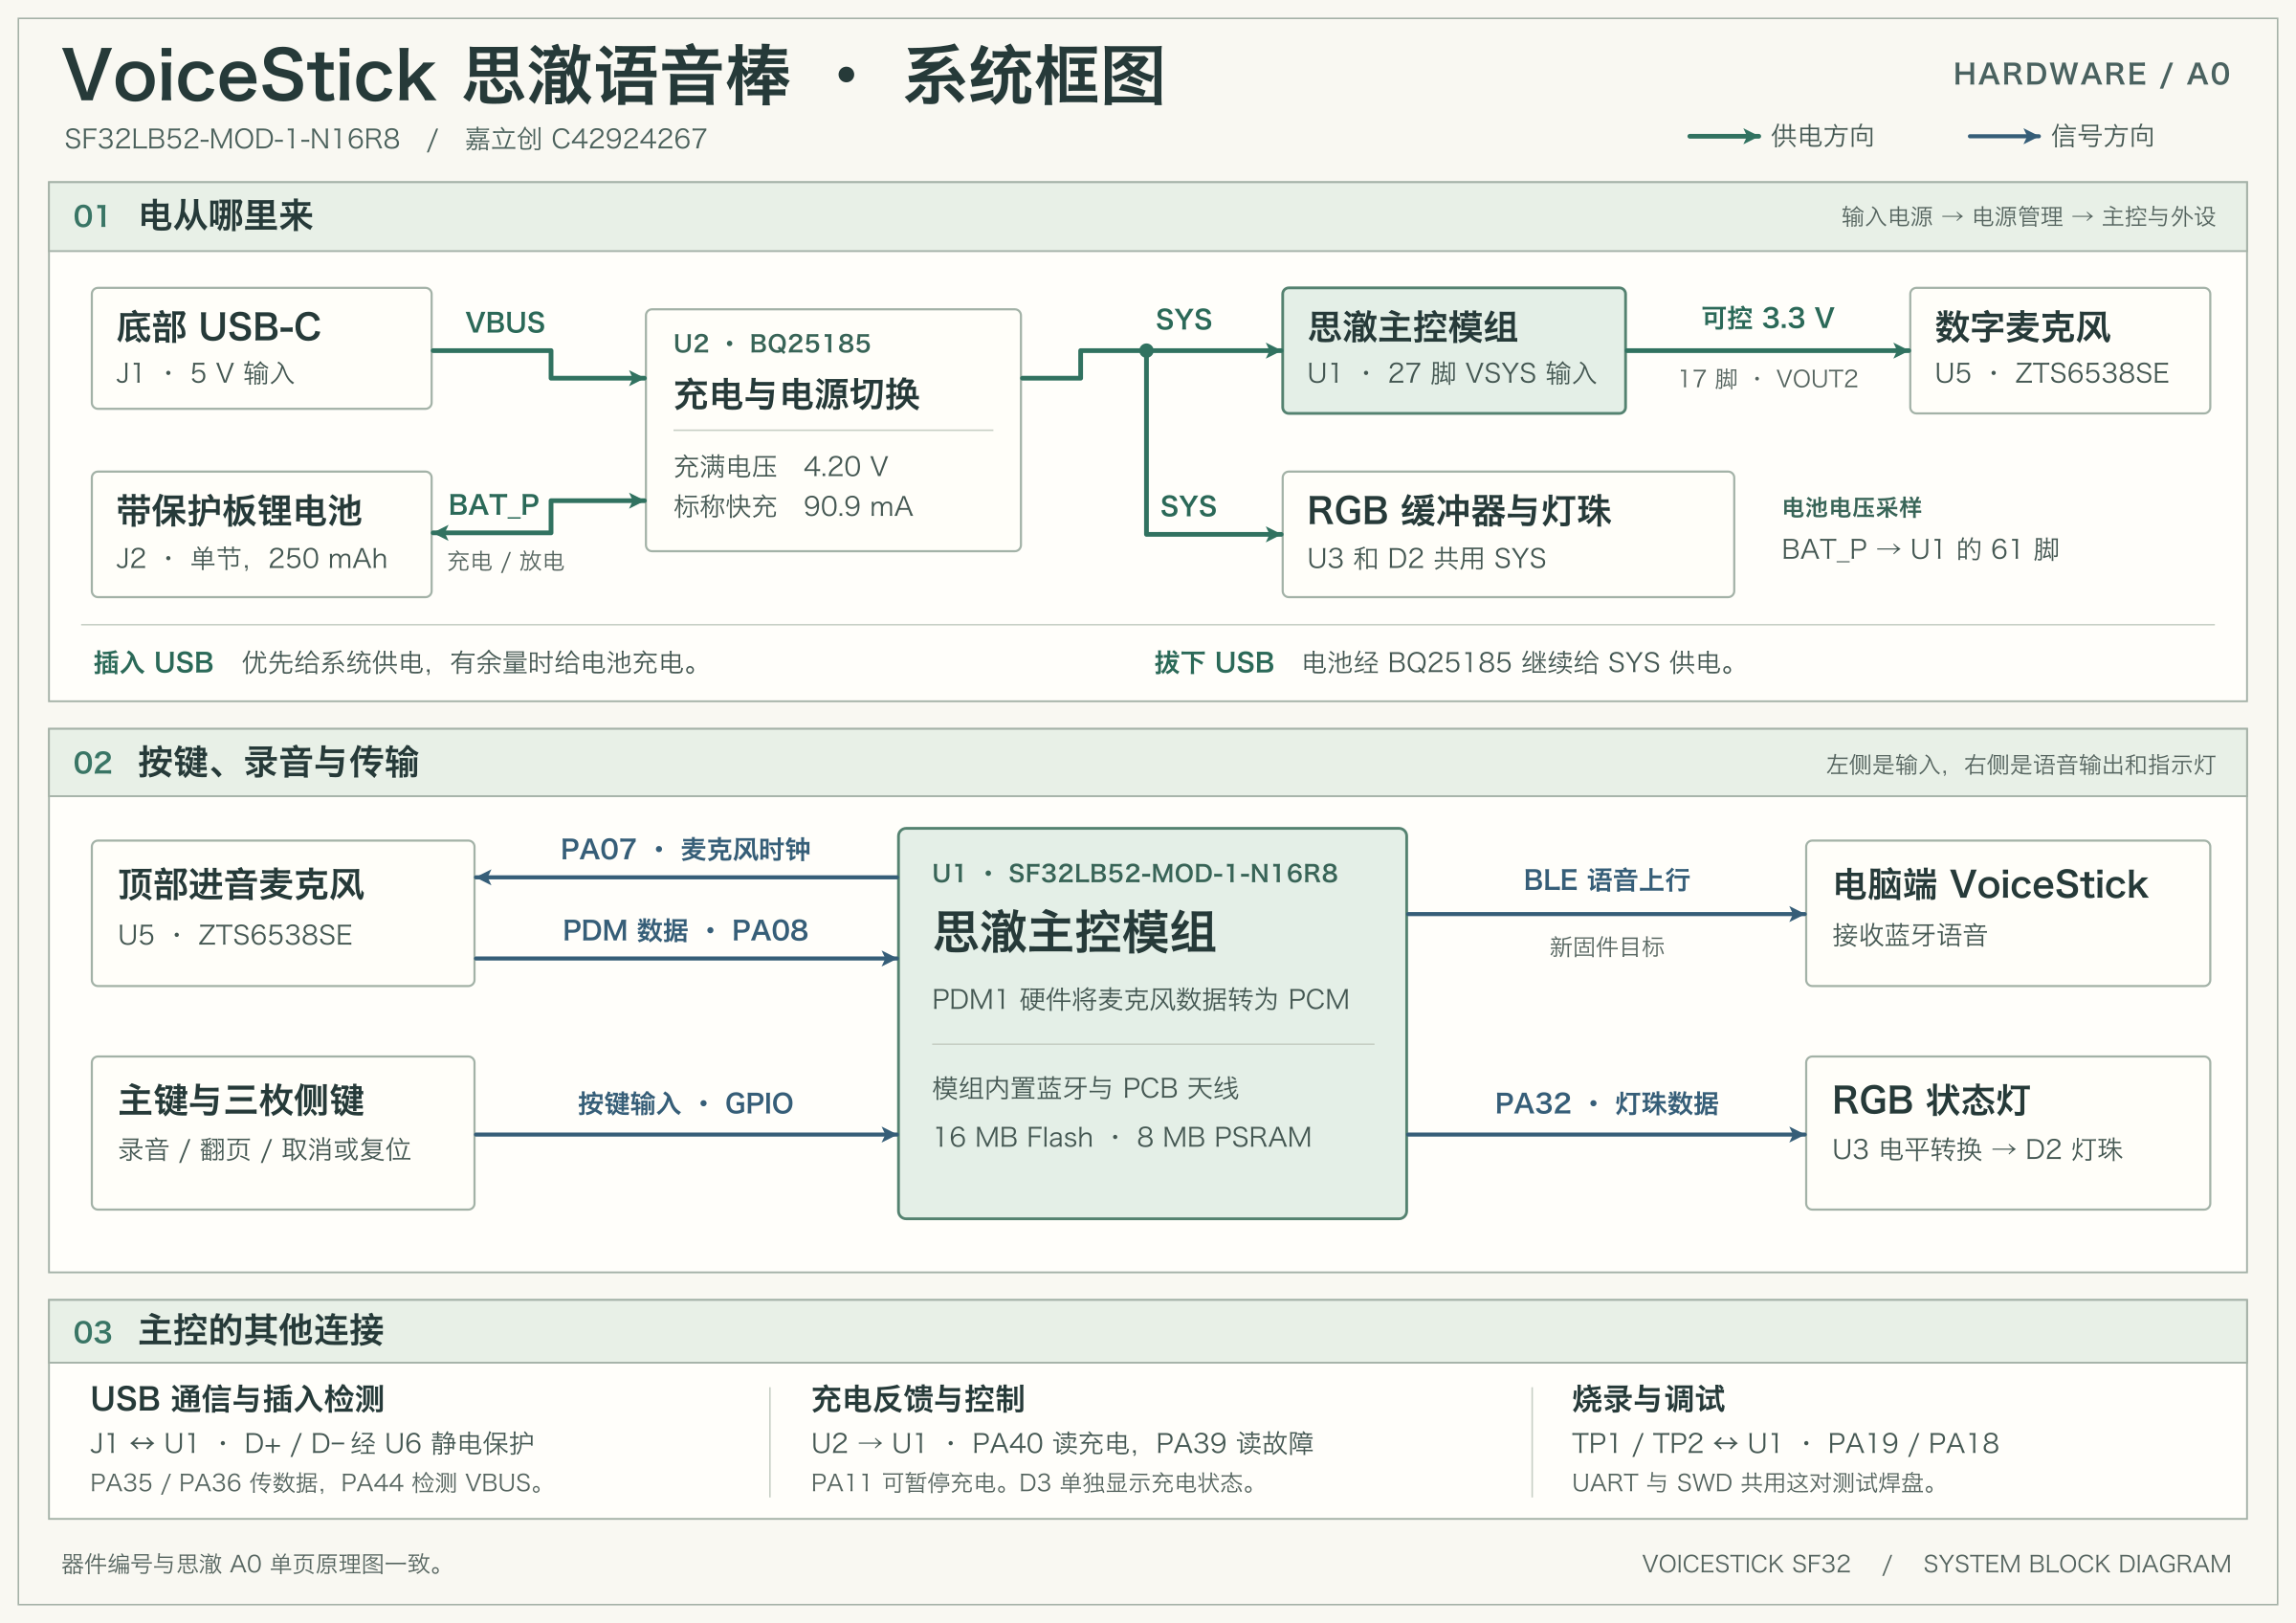 VoiceStick 思澈语音棒 · 系统框图
HARDWARE / A0
SF32LB52-MOD-1-N16R8 / 嘉立创 C42924267
供电方向
信号方向
01 电从哪里来
输入电源 → 电源管理 → 主控与外设
底部 USB-C
J1 · 5 V 输入
VBUS
U2 · BQ25185
充电与电源切换
充满电压 4.20 V
标称快充 90.9 mA
SYS
思澈主控模组
U1 · 27 脚 VSYS 输入
可控 3.3 V
17 脚 · VOUT2
数字麦克风
U5 · ZTS6538SE
带保护板锂电池
J2 · 单节，250 mAh
BAT_P
充电 / 放电
SYS
RGB 缓冲器与灯珠
U3 和 D2 共用 SYS
电池电压采样
BAT_P → U1 的 61 脚
插入 USB 优先给系统供电，有余量时给电池充电。
拔下 USB 电池经 BQ25185 继续给 SYS 供电。
02 按键、录音与传输
左侧是输入，右侧是语音输出和指示灯
顶部进音麦克风
U5 · ZTS6538SE
PA07 · 麦克风时钟
PDM 数据 · PA08
U1 · SF32LB52-MOD-1-N16R8
思澈主控模组
PDM1 硬件将麦克风数据转为 PCM
模组内置蓝牙与 PCB 天线
16 MB Flash · 8 MB PSRAM
BLE 语音上行
新固件目标
电脑端 VoiceStick
接收蓝牙语音
主键与三枚侧键
录音 / 翻页 / 取消或复位
按键输入 · GPIO
PA32 · 灯珠数据
RGB 状态灯
U3 电平转换 → D2 灯珠
03 主控的其他连接
USB 通信与插入检测
J1 ↔ U1 · D+ / D− 经 U6 静电保护
PA35 / PA36 传数据，PA44 检测 VBUS。
充电反馈与控制
U2 → U1 · PA40 读充电，PA39 读故障
PA11 可暂停充电。D3 单独显示充电状态。
烧录与调试
TP1 / TP2 ↔ U1 · PA19 / PA18
UART 与 SWD 共用这对测试焊盘。
器件编号与思澈 A0 单页原理图一致。
VOICESTICK SF32 / SYSTEM BLOCK DIAGRAM